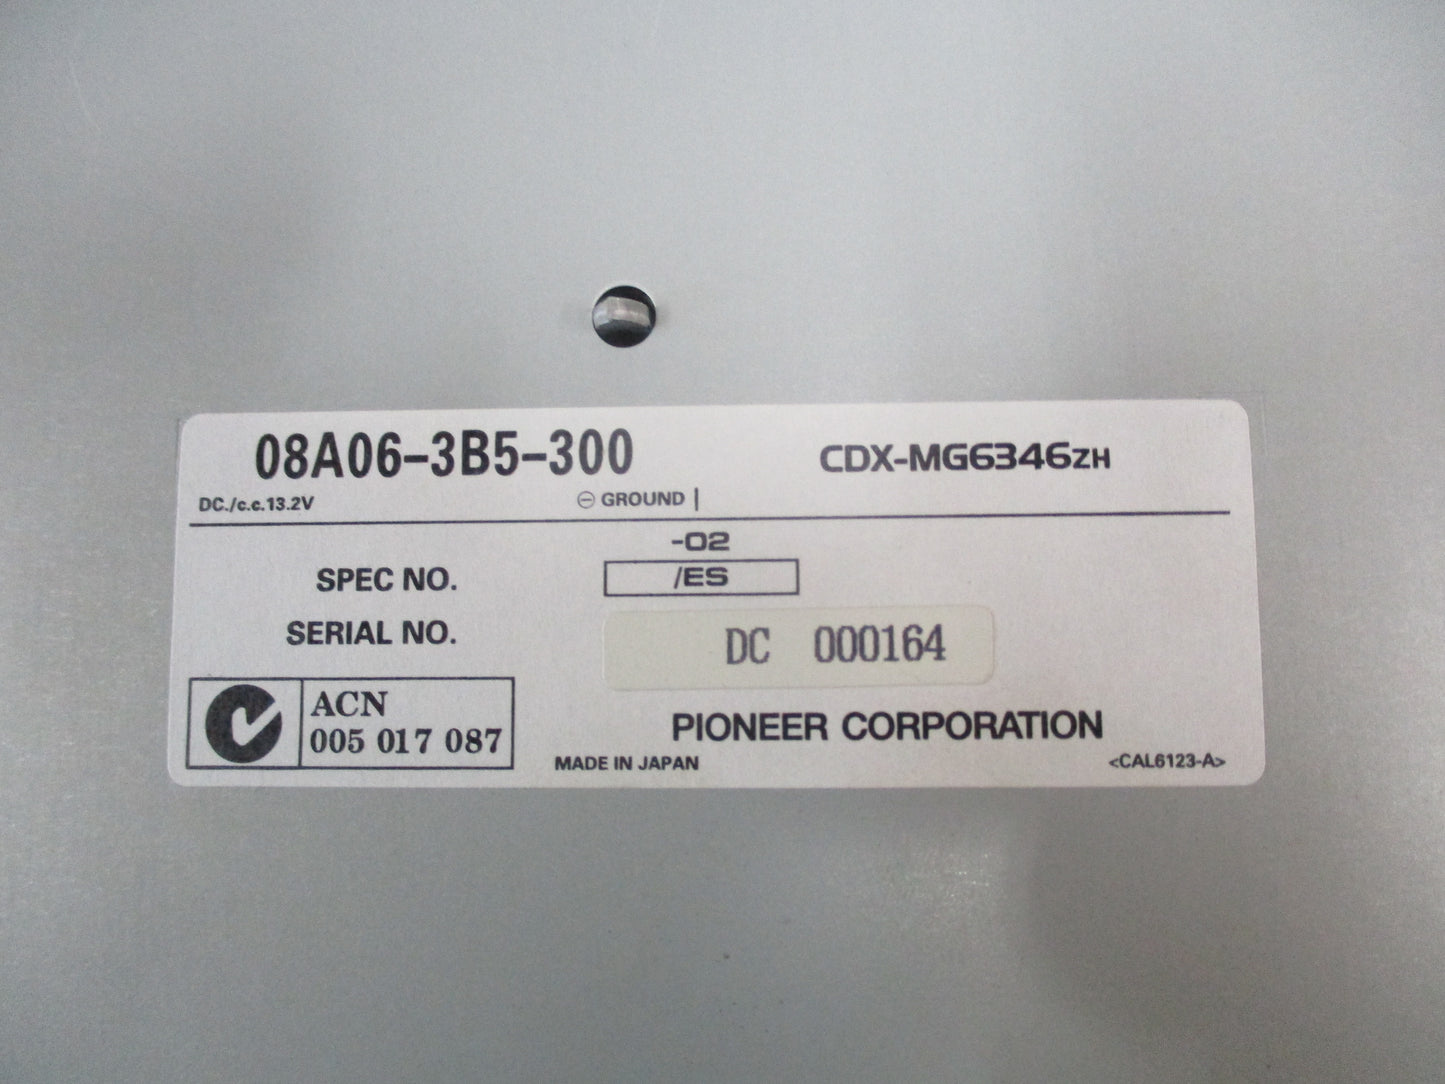 08A06-3B5-300 CDX-MG6346ZH
DC./c.c.13.2V ⊖ GROUND
-02
SPEC NO. /ES
SERIAL NO. DC 000164
ACN
005 017 087
PIONEER CORPORATION
MADE IN JAPAN <CAL6123-A>